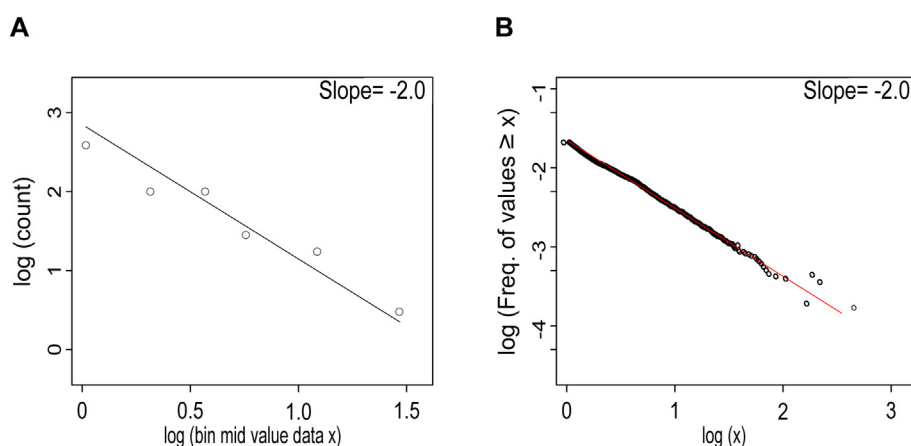 A
Slope= -2.0
log (count)
3
2
1
0
0
0.5
1.0
1.5
log (bin mid value data x)
B
Slope= -2.0
log (Freq. of values ≥ x)
-1
-2
-3
-4
0
1
2
3
log (x)